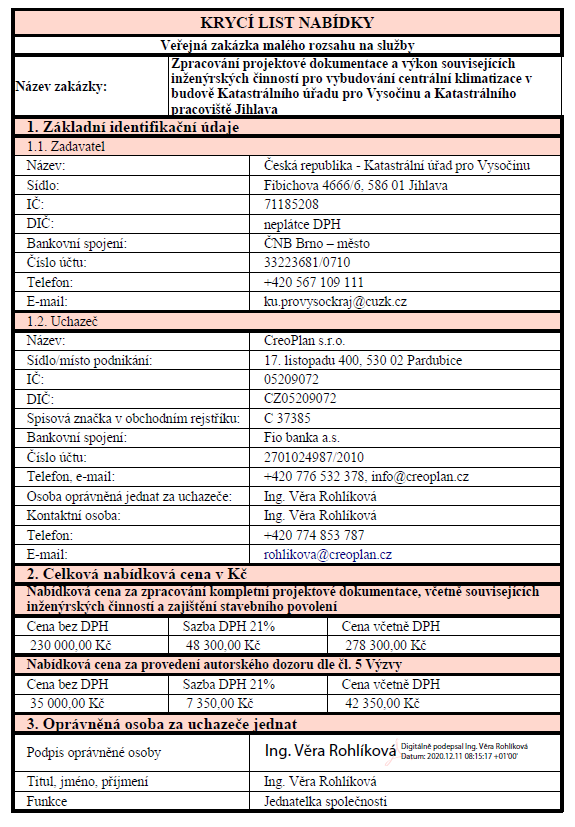 KRYCÍ LIST NABÍDKY
Veřejná zakázka malého rozsahu na služby
Název zakázky:
Zpracování projektové dokumentace a výkon souvisejících
inženýrských činností pro vybudování centrální klimatizace v
budově Katastrálního úřadu pro Vysočinu a Katastrálního
pracoviště Jihlava
1. Základní identifikační údaje
1.1. Zadavatel
Název: Česká republika - Katastrální úřad pro Vysočinu
Sídlo: Fibichova 4666/6, 586 01 Jihlava
IČ: 71185208
DIČ: neplátce DPH
Bankovní spojení: ČNB Brno – město
Číslo účtu: 33223681/0710
Telefon: +420 567 109 111
E-mail: ku.provysockraj@cuzk.cz
1.2. Uchazeč
Název: CreoPlan s.r.o.
Sídlo/místo podnikání: 17. listopadu 400, 530 02 Pardubice
IČ: 05209072
DIČ: CZ05209072
Spisová značka v obchodním rejstříku: C 37385
Bankovní spojení: Fio banka a.s.
Číslo účtu: 2701024987/2010
Telefon, e-mail: +420 776 532 378, info@creoplan.cz
Osoba oprávněná jednat za uchazeče: Ing. Věra Rohlíková
Kontaktní osoba: Ing. Věra Rohlíková
Telefon: +420 774 853 787
E-mail: rohlikova@creoplan.cz
2. Celková nabídková cena v Kč
Nabídková cena za zpracování kompletní projektové dokumentace, včetně souvisejících
inženýrských činností a zajištění stavebního povolení
Cena bez DPH Sazba DPH 21% Cena včetně DPH
230 000,00 Kč 48 300,00 Kč 278 300,00 Kč
Nabídková cena za provedení autorského dozoru dle čl. 5 Výzvy
Cena bez DPH Sazba DPH 21% Cena včetně DPH
35 000,00 Kč 7 350,00 Kč 42 350,00 Kč
3. Oprávněná osoba za uchazeče jednat
Podpis oprávněné osoby Ing. Věra Rohlíková
Digitálně podepsal Ing. Věra Rohlíková
Datum: 2020.12.11 08:15:17 +01'00'
Titul, jméno, příjmení Ing. Věra Rohlíková
Funkce Jednatelka společnosti